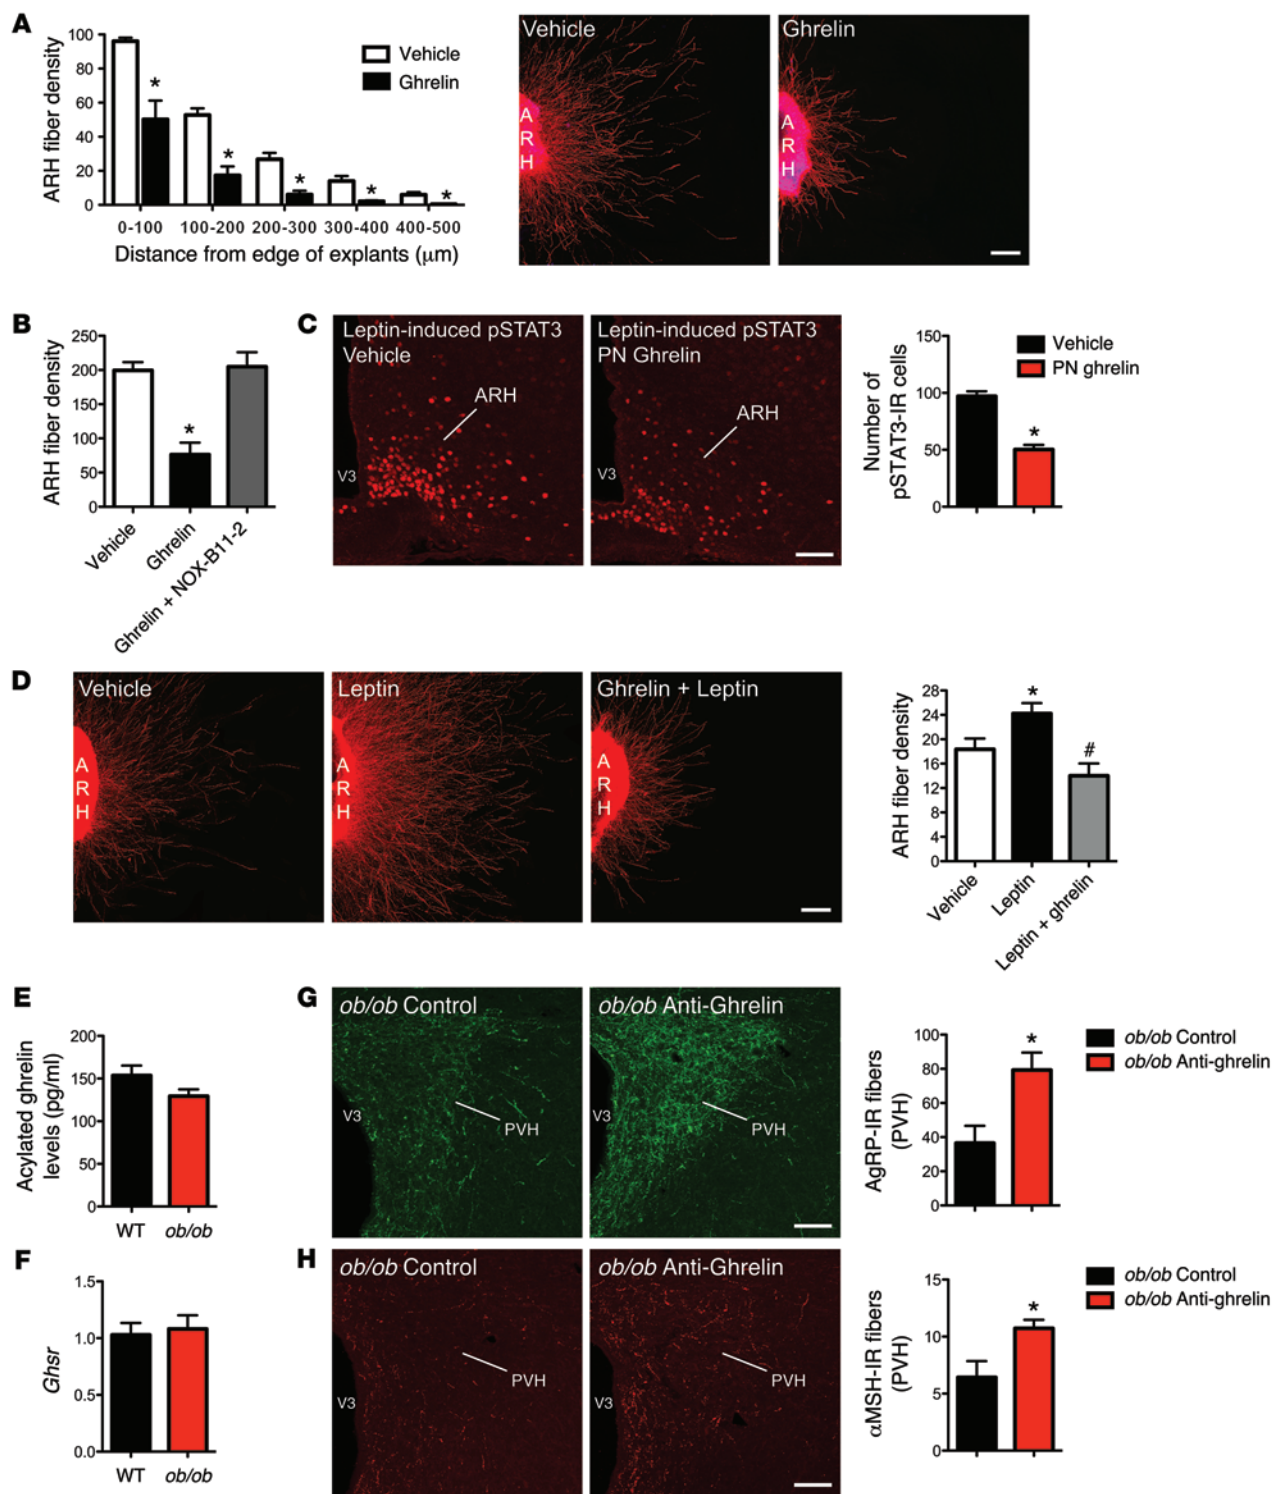 A
ARH fiber density
100
80
60
40
20
0
Vehicle
Ghrelin
* * * * *
0-100 100-200 200-300 300-400 400-500
Distance from edge of explants (μm)
Vehicle
A
R
H
Ghrelin
A
R
H
B
ARH fiber density
250
200
150
100
50
0
*
Vehicle
Ghrelin
Ghrelin + NOX-B11-2
C
Leptin-induced pSTAT3
Vehicle
ARH
V3
Leptin-induced pSTAT3
PN Ghrelin
ARH
V3
Number of
pSTAT3-IR cells
150
100
50
0
*
Vehicle
PN ghrelin
D
Vehicle
A
R
H
Leptin
A
R
H
Ghrelin + Leptin
A
R
H
ARH fiber density
28
24
20
16
12
8
4
0
*
#
Vehicle
Leptin
Leptin + ghrelin
E
Acylated ghrelin
levels (pg/ml)
200
150
100
50
0
WT ob/ob
G
ob/ob Control
V3
PVH
ob/ob Anti-Ghrelin
PVH
AgRP-IR fibers
(PVH)
100
80
60
40
20
0
*
ob/ob Control
ob/ob Anti-ghrelin
F
Ghsr
1.5
1.0
0.5
0.0
WT ob/ob
H
ob/ob Control
V3
PVH
ob/ob Anti-Ghrelin
V3
PVH
αMSH-IR fibers
(PVH)
15
10
5
0
*
ob/ob Control
ob/ob Anti-ghrelin